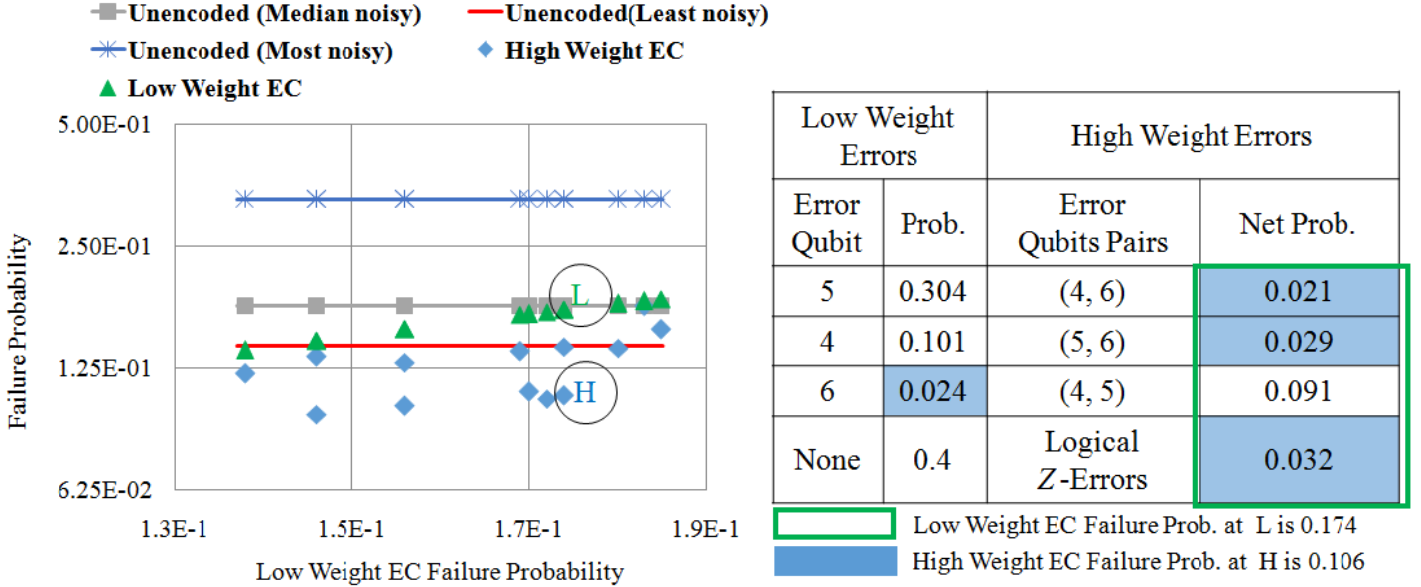 Unencoded (Median noisy)
Unencoded(Least noisy)
Unencoded (Most noisy)
High Weight EC
Low Weight EC
5.00E-01
2.50E-01
1.25E-01
6.25E-02
Failure Probability
L
H
1.3E-1
1.5E-1
1.7E-1
1.9E-1
Low Weight EC Failure Probability
Low Weight
Errors
High Weight Errors
Error
Qubit
Prob.
Error
Qubits Pairs
Net Prob.
5
0.304
(4, 6)
0.021
4
0.101
(5, 6)
0.029
6
0.024
(4, 5)
0.091
None
0.4
Logical
Z-Errors
0.032
Low Weight EC Failure Prob. at L is 0.174
High Weight EC Failure Prob. at H is 0.106